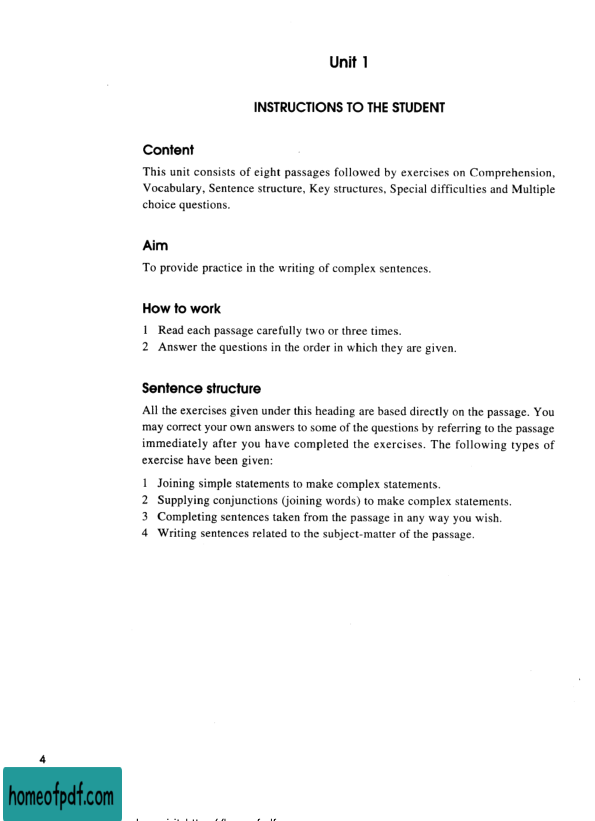 Unit 1
INSTRUCTIONS TO THE STUDENT
Content
This unit consists of eight passages followed by exercises on Comprehension,
Vocabulary, Sentence structure, Key structures, Special difficulties and Multiple
choice questions.
Aim
To provide practice in the writing of complex sentences.
How to work
1 Read each passage carefully two or three times.
2 Answer the questions in the order in which they are given.
Sentence structure
All the exercises given under this heading are based directly on the passage. You
may correct your own answers to some of the questions by referring to the passage
immediately after you have completed the exercises. The following types of
exercise have been given:
1 Joining simple statements to make complex statements.
2 Supplying conjunctions (joining words) to make complex statements.
3 Completing sentences taken from the passage in any way you wish.
4 Writing sentences related to the subject-matter of the passage.
4
homeofpdf.com